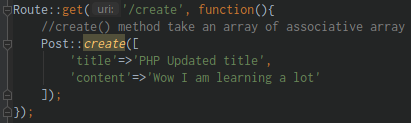 Route::get( uri: '/create', function(){
//create() method take an array of associative array
Post::create([
'title'=>'PHP Updated title',
'content'=>'Wow I am learning a lot'
]);
});